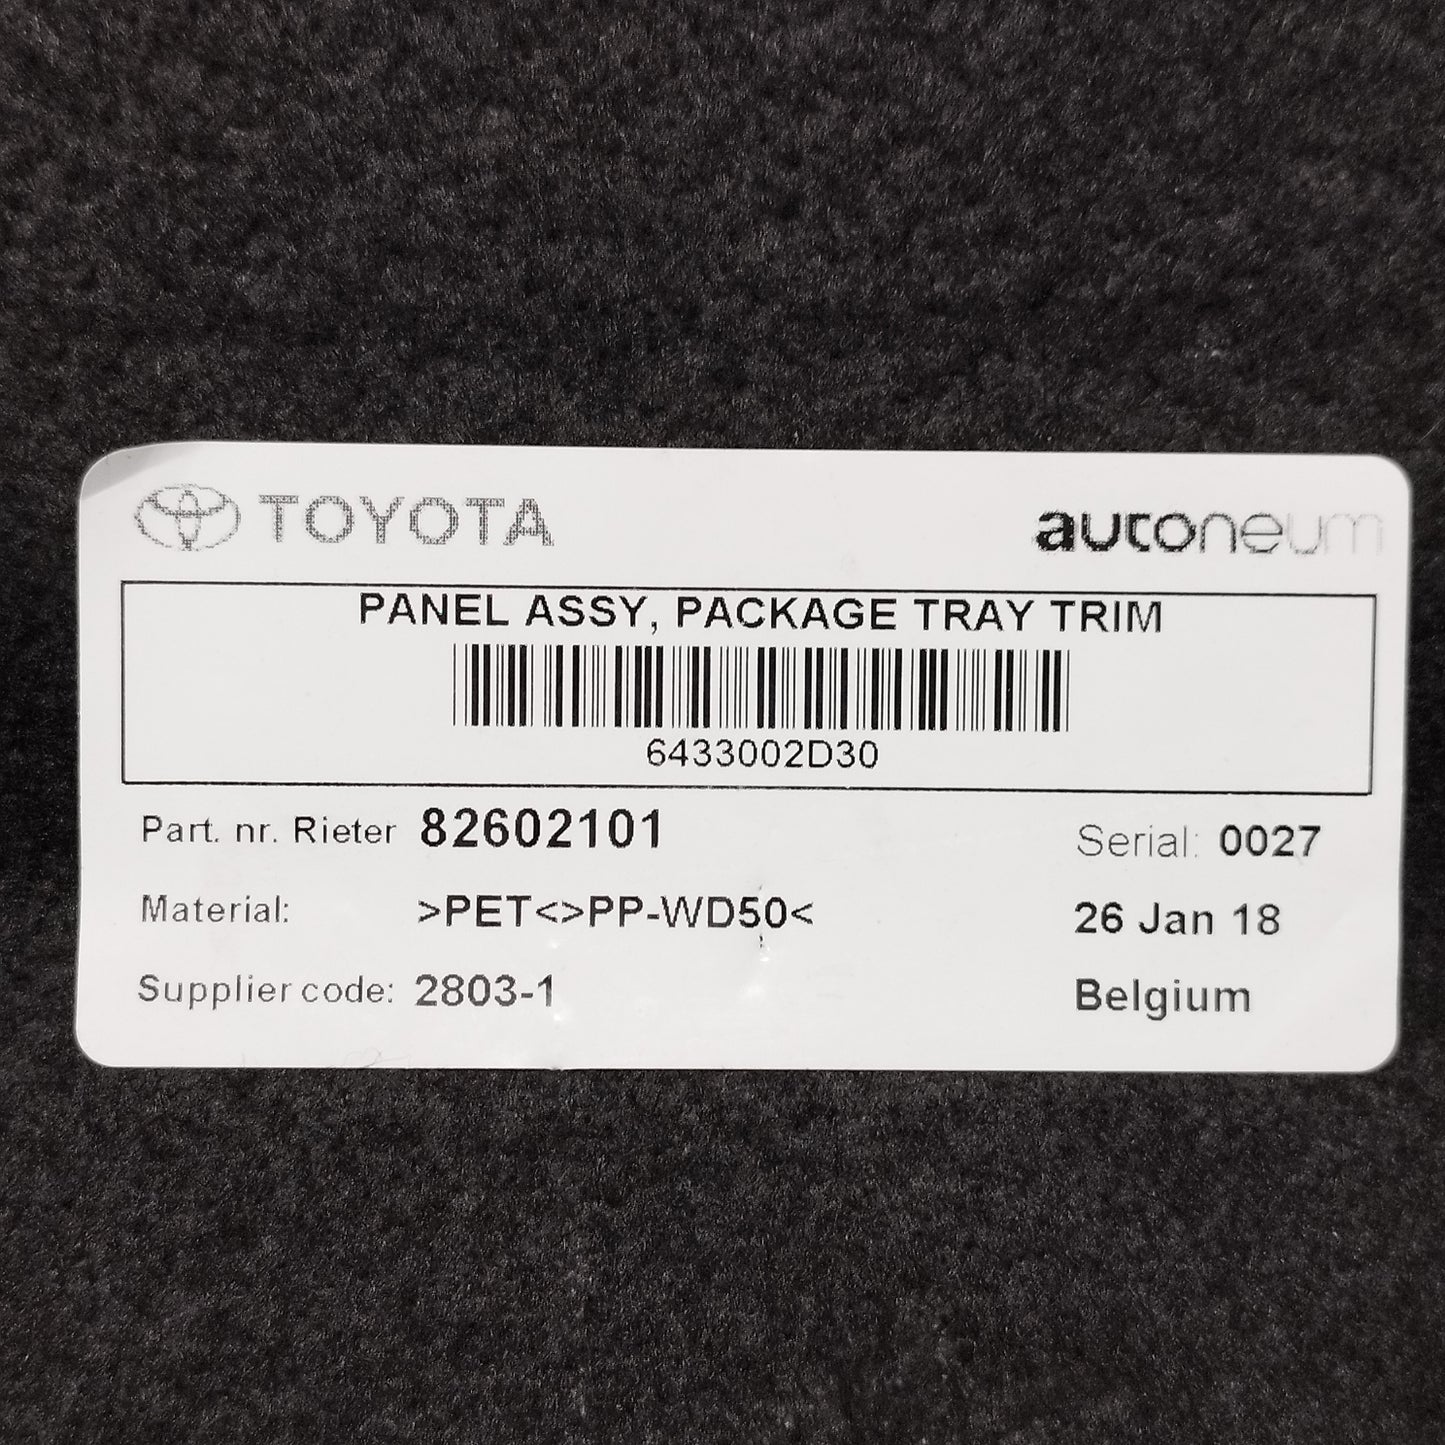 TOYOTA
autoneum
PANEL ASSY, PACKAGE TRAY TRIM
6433002D30
Part. nr. Rieter 82602101
Serial: 0027
Material: >PET<>PP-WD50<
26 Jan 18
Supplier code: 2803-1
Belgium